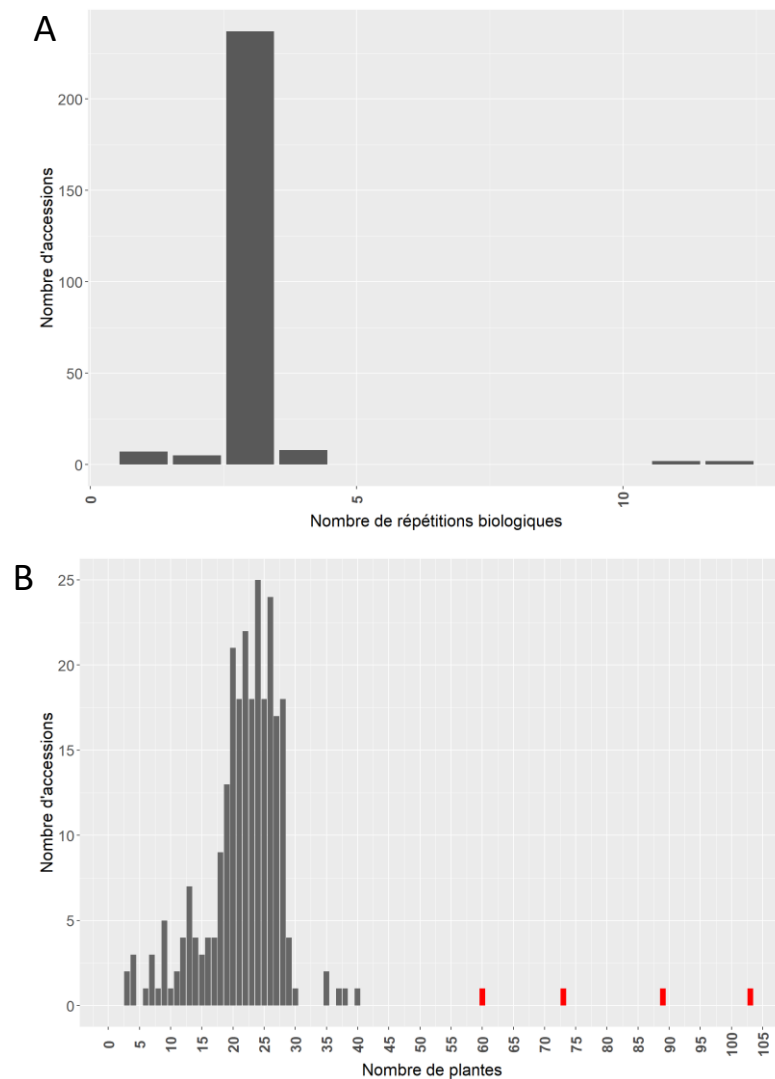 A
200
150
100
50
0
Nombre d'accessions
0 5 10
Nombre de répétitions biologiques
B
25
20
15
10
5
0
Nombre d'accessions
0 5 10 15 20 25 30 35 40 45 50 55 60 65 70 75 80 85 90 95 100 105
Nombre de plantes